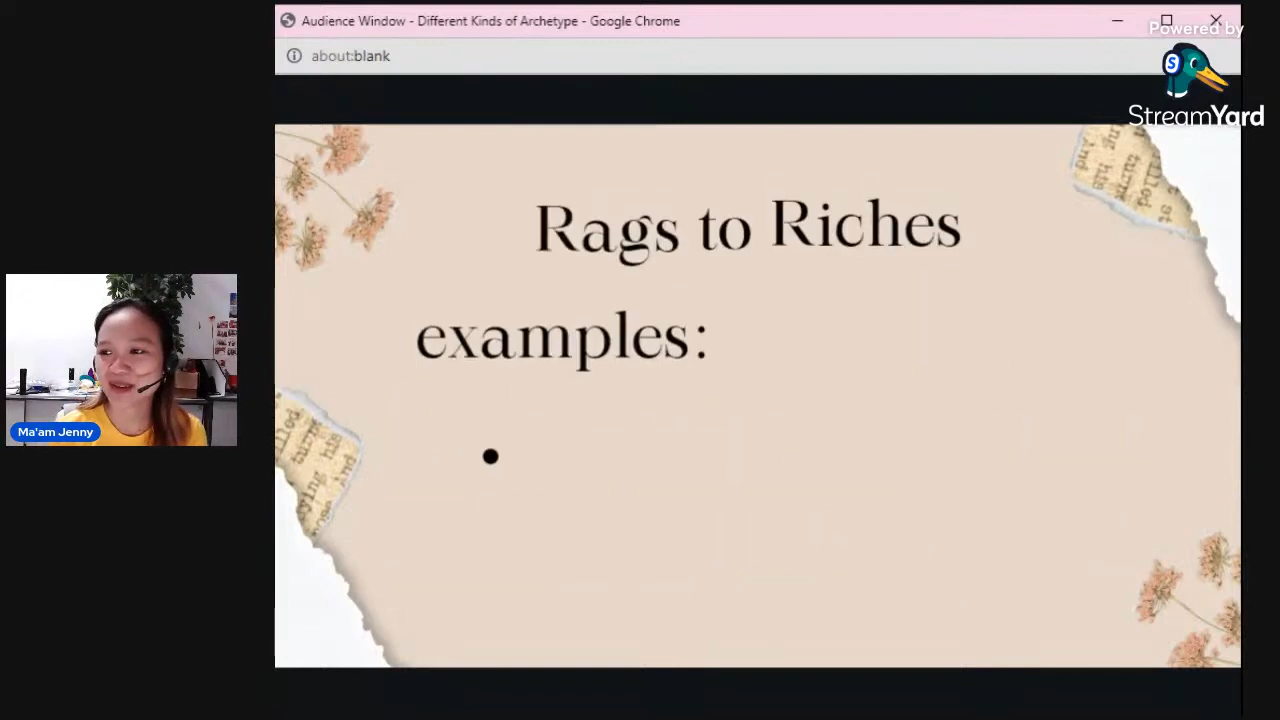 Audience Window - Different Kinds of Archetype - Google Chrome
about:blank
Powered by
StreamYard
Rags to Riches
examples:
Ma'am Jenny